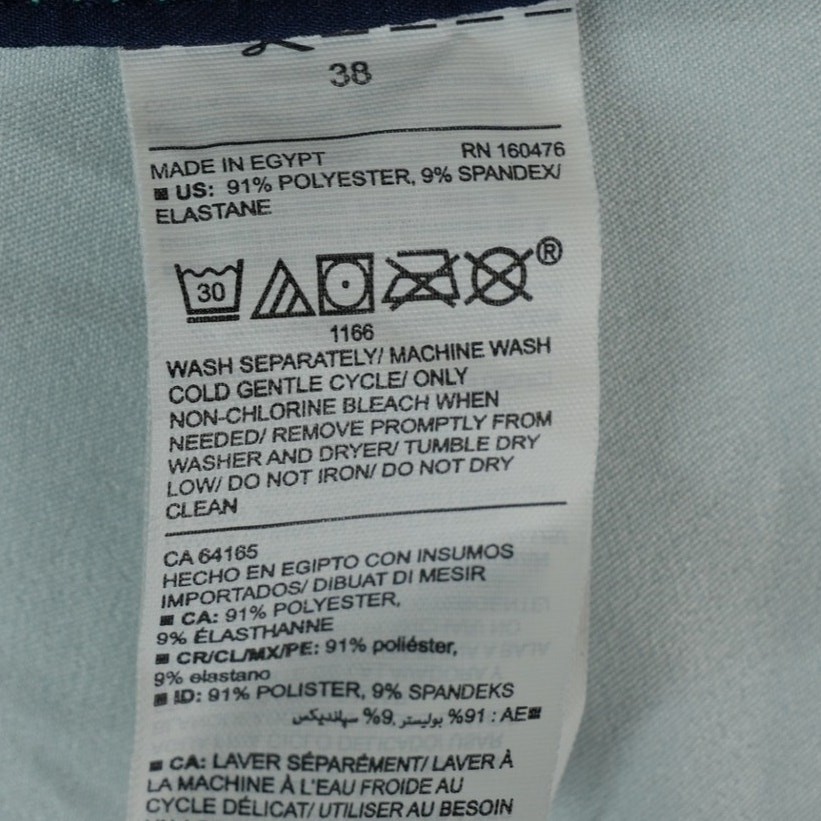 38
MADE IN EGYPT RN 160476
US: 91% POLYESTER, 9% SPANDEX/
ELASTANE
30 ®
1166
WASH SEPARATELY/ MACHINE WASH
COLD GENTLE CYCLE/ ONLY
NON-CHLORINE BLEACH WHEN
NEEDED/ REMOVE PROMPTLY FROM
WASHER AND DRYER/ TUMBLE DRY
LOW/ DO NOT IRON/ DO NOT DRY
CLEAN
CA 64165
HECHO EN EGIPTO CON INSUMOS
IMPORTADOS/ DIBUAT DI MESIR
CA: 91% POLYESTER,
9% ÉLASTHANNE
CR/CL/MX/PE: 91% poliéster,
9% elastano
ID: 91% POLISTER, 9% SPANDEKS
AE: 91% بوليستر, 9% سپانديكس
CA: LAVER SÉPARÉMENT/ LAVER À
LA MACHINE À L'EAU FROIDE AU
CYCLE DÉLICAT/ UTILISER AU BESOIN